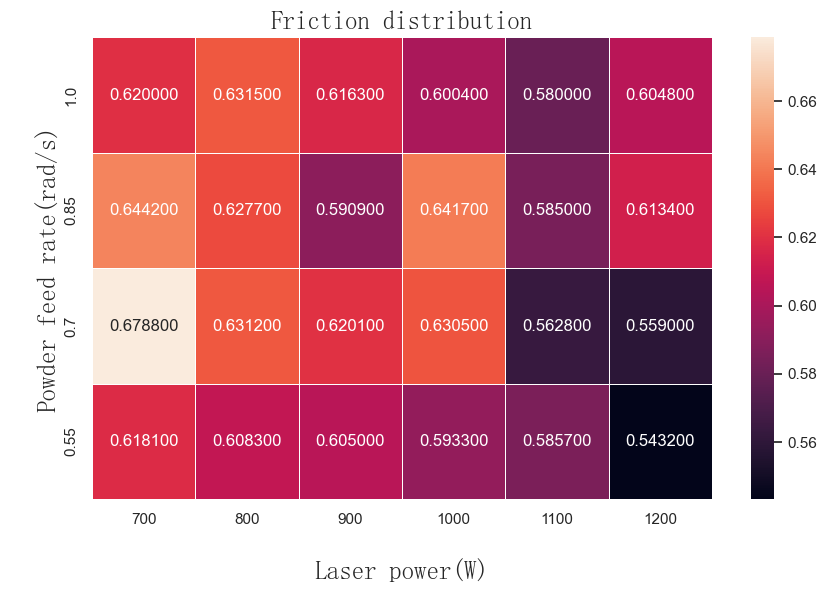 Friction distribution
1.0 0.620000 0.631500 0.616300 0.600400 0.580000 0.604800
0.85 0.644200 0.627700 0.590900 0.641700 0.585000 0.613400
0.7 0.678800 0.631200 0.620100 0.630500 0.562800 0.559000
0.55 0.618100 0.608300 0.605000 0.593300 0.585700 0.543200
700 800 900 1000 1100 1200
Powder feed rate(rad/s)
Laser power(W)
0.66
0.64
0.62
0.60
0.58
0.56